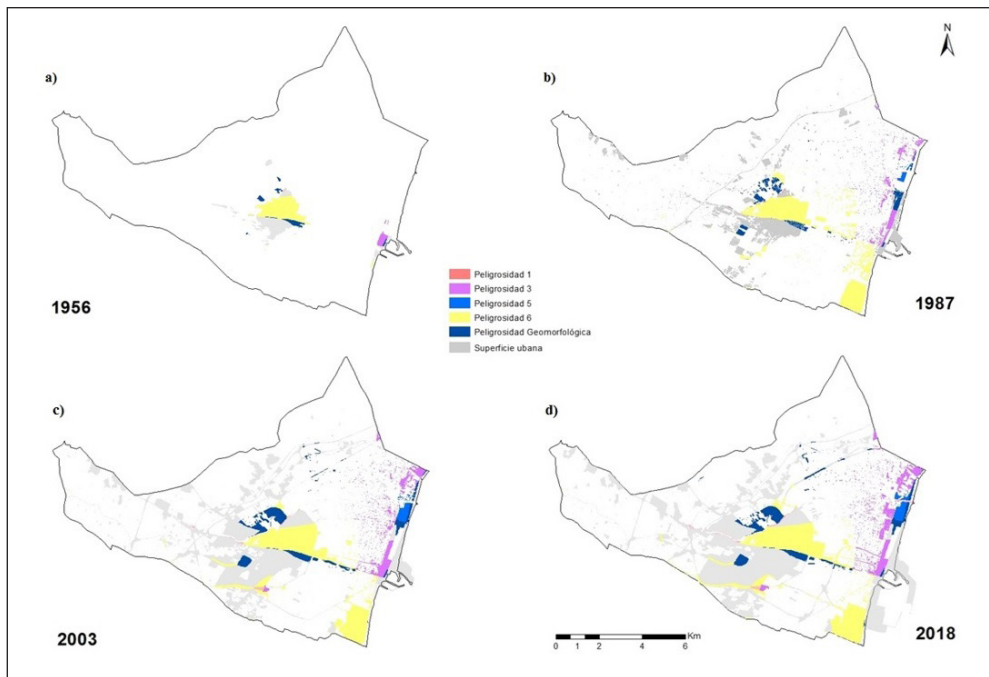 N
a)
b)
1956
1987
Peligrosidad 1
Peligrosidad 3
Peligrosidad 5
Peligrosidad 6
Peligrosidad Geomorfológica
Superficie ubana
c)
d)
2003
2018
Km
0 1 2 4 6